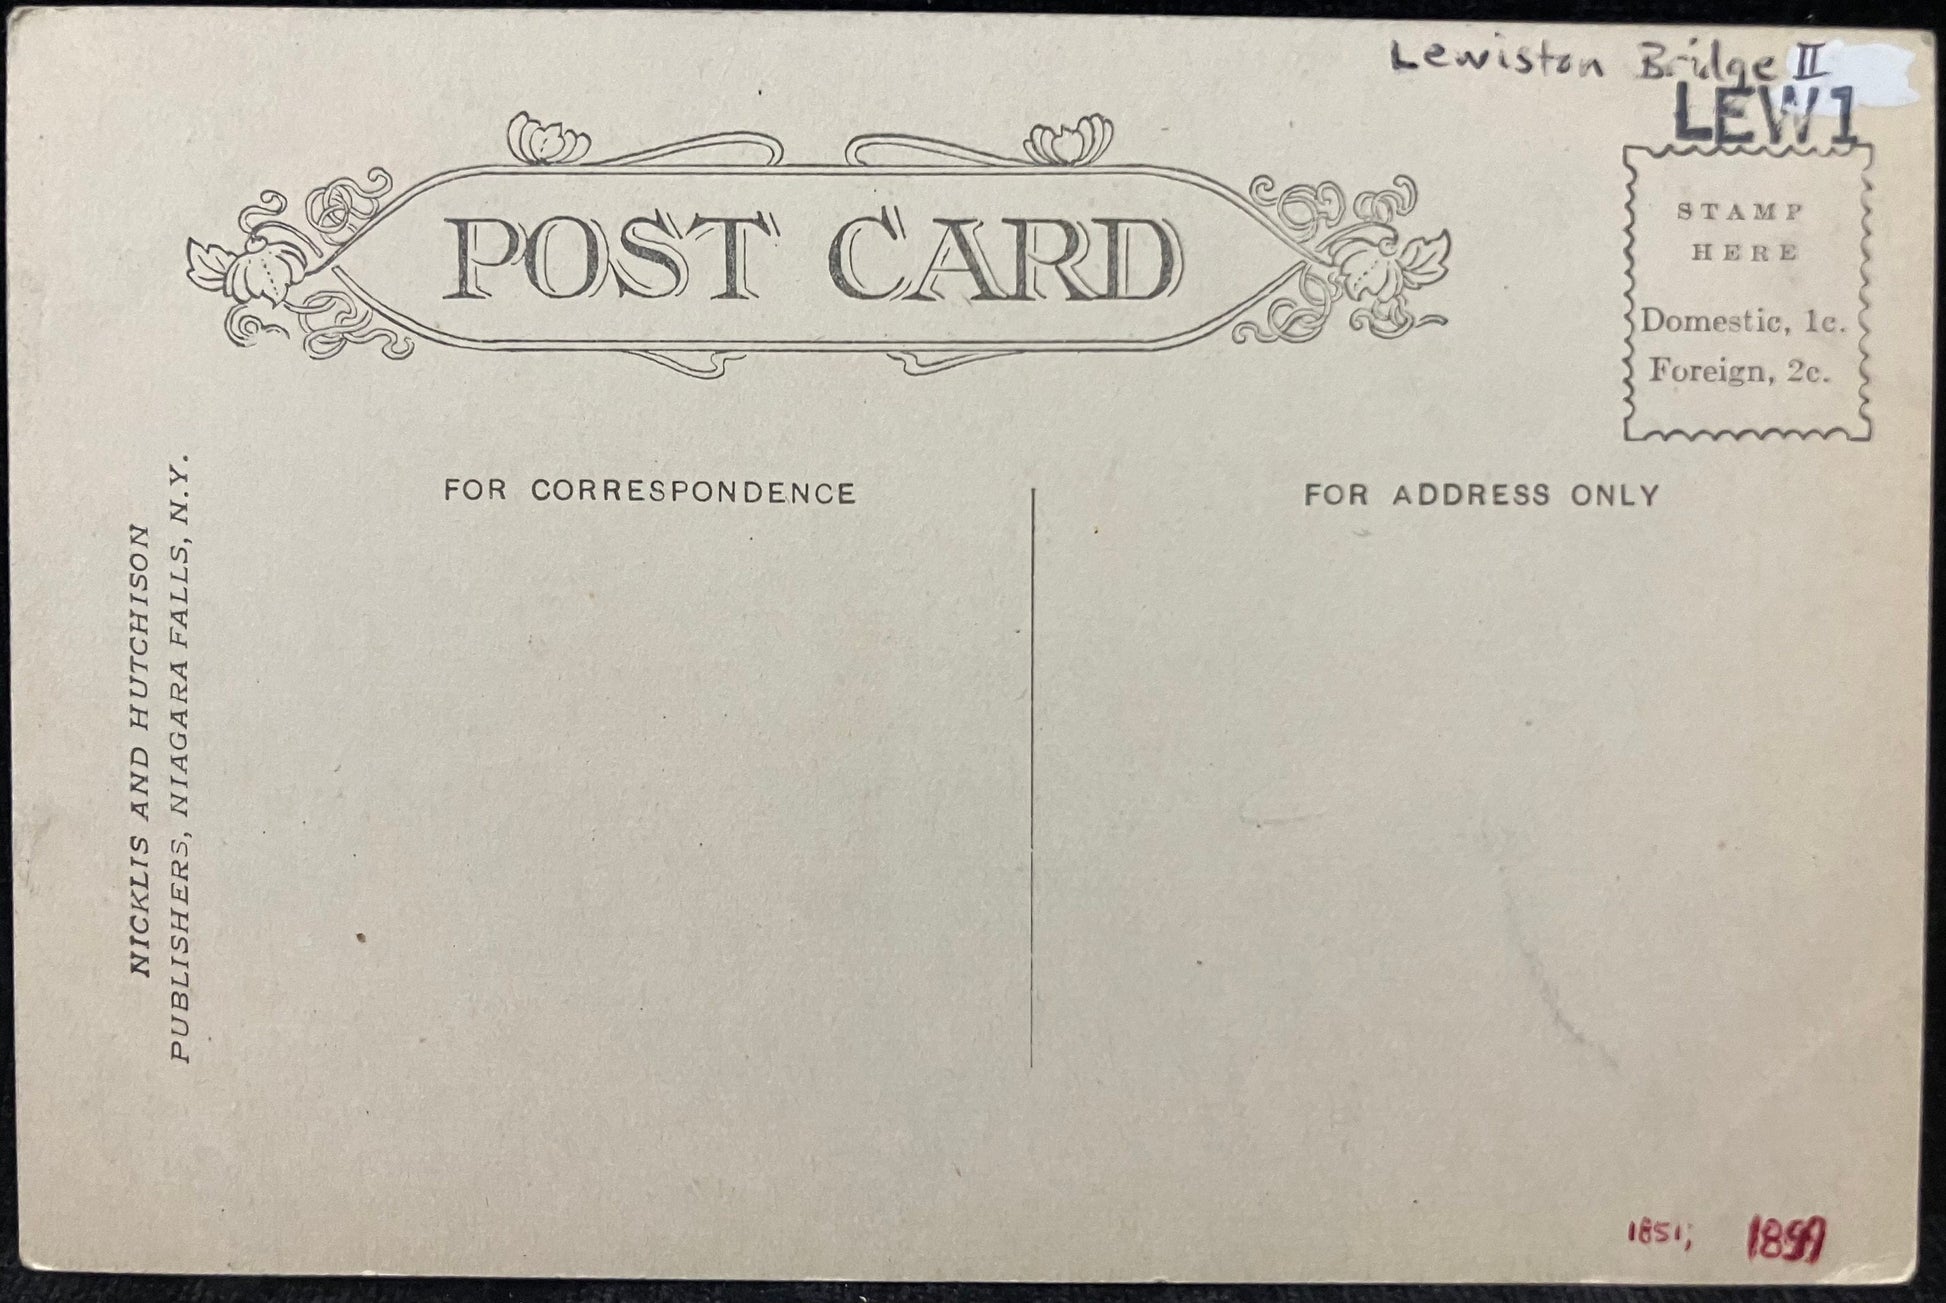 Lewiston Bridge II
LEW1
POST CARD
STAMP
HERE
Domestic, 1c.
Foreign, 2c.
FOR CORRESPONDENCE
FOR ADDRESS ONLY
NICKLIS AND HUTCHISON
PUBLISHERS, NIAGARA FALLS, N.Y.
1851; 1899